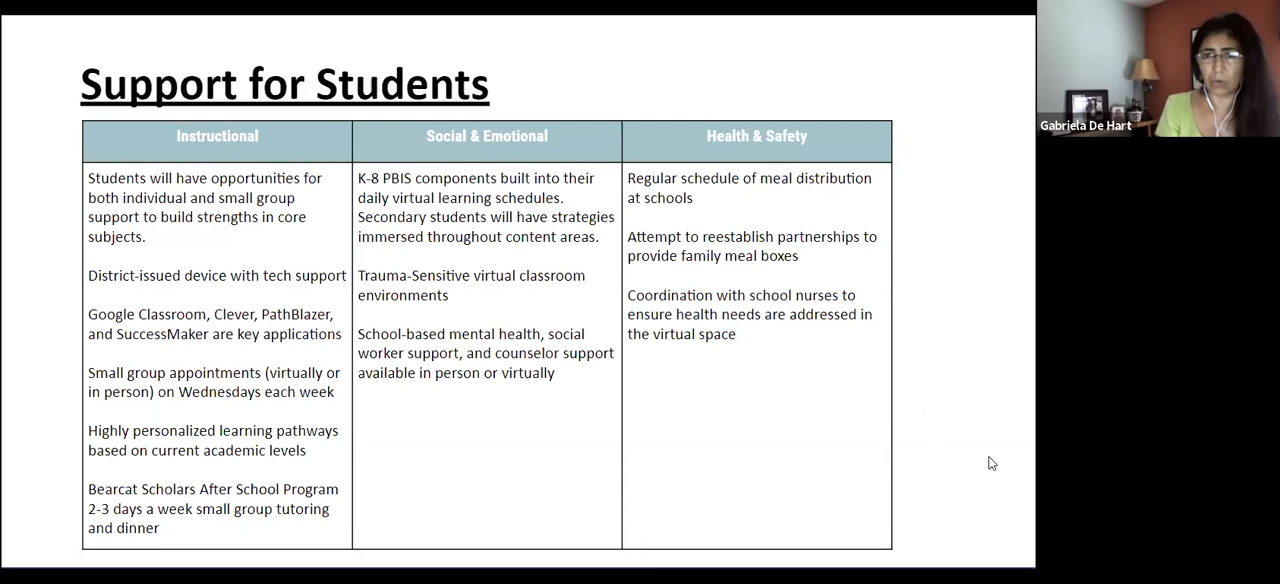 Support for Students
Instructional
Students will have opportunities for
both individual and small group
support to build strengths in core
subjects.
District-issued device with tech support
Google Classroom, Clever, PathBlazer,
and SuccessMaker are key applications
Small group appointments (virtually or
in person) on Wednesdays each week
Highly personalized learning pathways
based on current academic levels
Bearcat Scholars After School Program
2-3 days a week small group tutoring
and dinner
Social & Emotional
K-8 PBIS components built into their
daily virtual learning schedules.
Secondary students will have strategies
immersed throughout content areas.
Trauma-Sensitive virtual classroom
environments
School-based mental health, social
worker support, and counselor support
available in person or virtually
Health & Safety
Regular schedule of meal distribution
at schools
Attempt to reestablish partnerships to
provide family meal boxes
Coordination with school nurses to
ensure health needs are addressed in
the virtual space
Gabriela De Hart